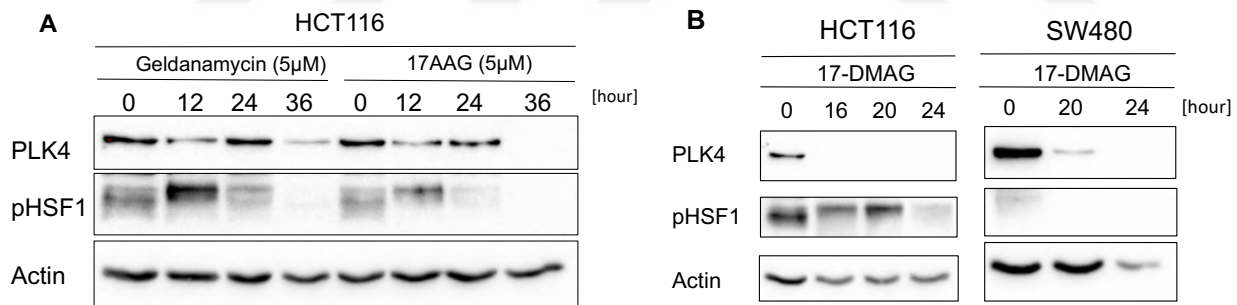 A
HCT116
Geldanamycin (5µM) 17AAG (5µM)
0 12 24 36 0 12 24 36 [hour]
PLK4
pHSF1
Actin
B
HCT116 SW480
17-DMAG 17-DMAG
0 16 20 24 0 20 24 [hour]
PLK4
pHSF1
Actin